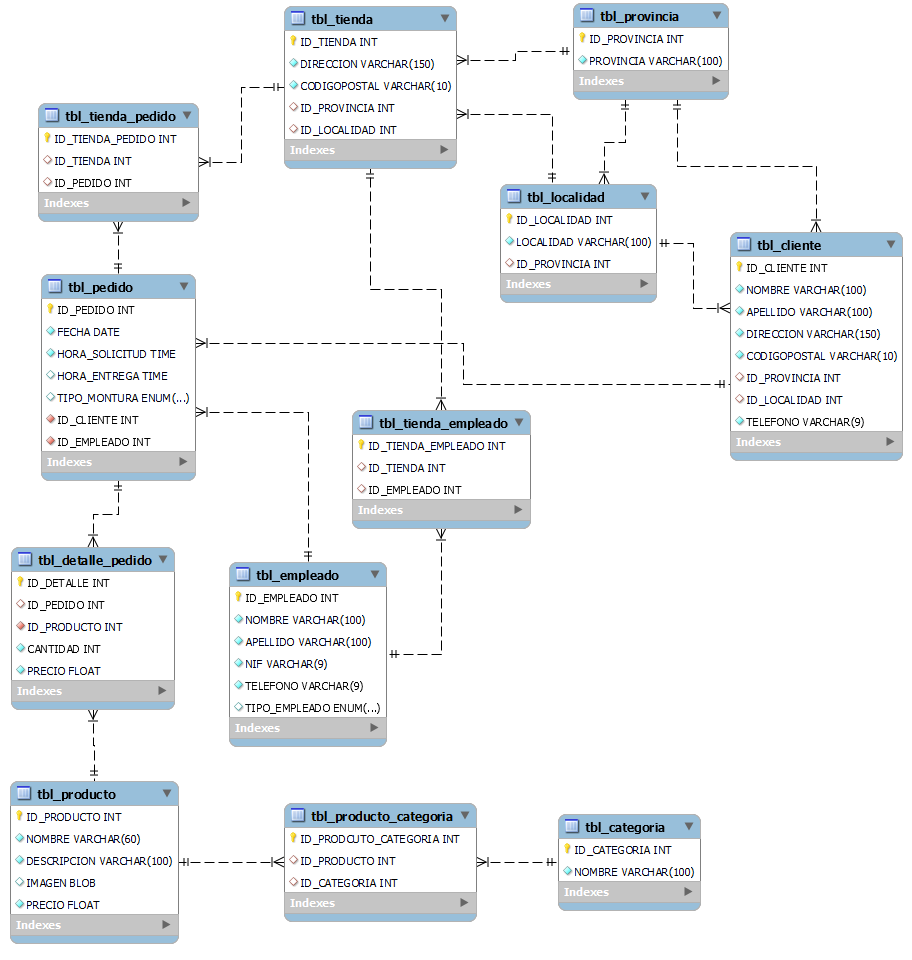 tbl_tienda
ID_TIENDA INT
DIRECCION VARCHAR(150)
CODIGOPOSTAL VARCHAR(10)
ID_PROVINCIA INT
ID_LOCALIDAD INT
Indexes
tbl_provincia
ID_PROVINCIA INT
PROVINCIA VARCHAR(100)
Indexes
tbl_tienda_pedido
ID_TIENDA_PEDIDO INT
ID_TIENDA INT
ID_PEDIDO INT
Indexes
tbl_localidad
ID_LOCALIDAD INT
LOCALIDAD VARCHAR(100)
ID_PROVINCIA INT
Indexes
tbl_cliente
ID_CLIENTE INT
NOMBRE VARCHAR(100)
APELLIDO VARCHAR(100)
DIRECCION VARCHAR(150)
CODIGOPOSTAL VARCHAR(10)
ID_PROVINCIA INT
ID_LOCALIDAD INT
TELEFONO VARCHAR(9)
Indexes
tbl_pedido
ID_PEDIDO INT
FECHA DATE
HORA_SOLICITUD TIME
HORA_ENTREGA TIME
TIPO_MONTURA ENUM(...)
ID_CLIENTE INT
ID_EMPLEADO INT
Indexes
tbl_tienda_empleado
ID_TIENDA_EMPLEADO INT
ID_TIENDA INT
ID_EMPLEADO INT
Indexes
tbl_detalle_pedido
ID_DETALLE INT
ID_PEDIDO INT
ID_PRODUCTO INT
CANTIDAD INT
PRECIO FLOAT
Indexes
tbl_empleado
ID_EMPLEADO INT
NOMBRE VARCHAR(100)
APELLIDO VARCHAR(100)
NIF VARCHAR(9)
TELEFONO VARCHAR(9)
TIPO_EMPLEADO ENUM(...)
Indexes
tbl_producto
ID_PRODUCTO INT
NOMBRE VARCHAR(60)
DESCRIPCION VARCHAR(100)
IMAGEN BLOB
PRECIO FLOAT
Indexes
tbl_producto_categoria
ID_PRODCUTO_CATEGORIA INT
ID_PRODUCTO INT
ID_CATEGORIA INT
Indexes
tbl_categoria
ID_CATEGORIA INT
NOMBRE VARCHAR(100)
Indexes